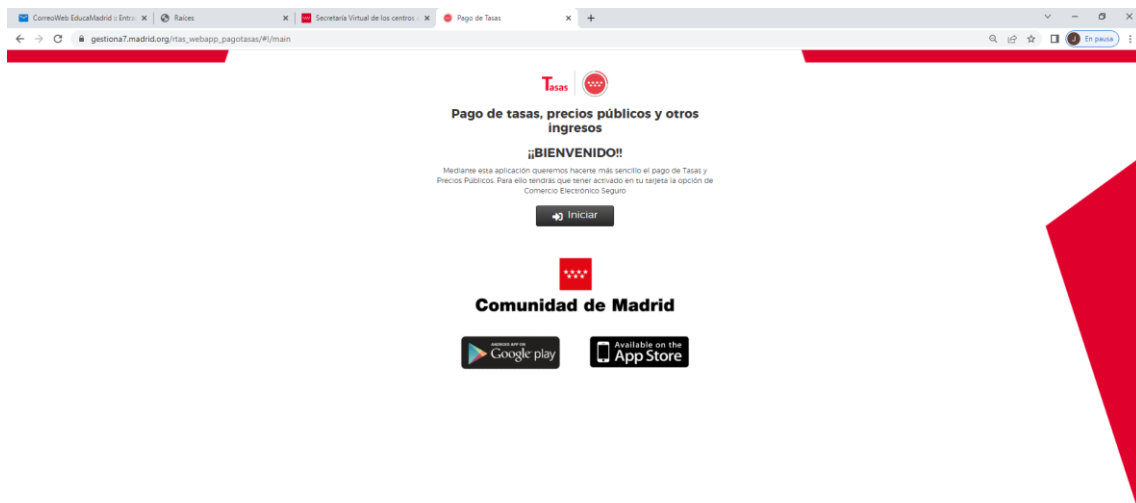 CorreoWeb EducaMadrid :: Entra
Raíces
Secretaría Virtual de los centros
Pago de Tasas
gestiona7.madrid.org/rtas_webapp_pagotasas/#!/main
J
En pausa
Tasas
Pago de tasas, precios públicos y otros
ingresos
¡¡BIENVENIDO!!
Mediante esta aplicación queremos hacerte más sencillo el pago de Tasas y
Precios Públicos. Para ello tendrás que tener activado en tu tarjeta la opción de
Comercio Electrónico Seguro
Iniciar
Comunidad de Madrid
ANDROID APP ON
Google play
Available on the
App Store